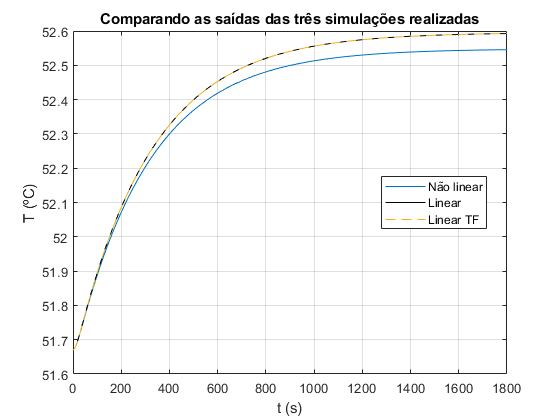 Comparando as saídas das três simulações realizadas
52.6
52.5
52.4
52.3
52.2
52.1
52
51.9
51.8
51.7
51.6
T (ºC)
Não linear
Linear
Linear TF
0 200 400 600 800 1000 1200 1400 1600 1800
t (s)